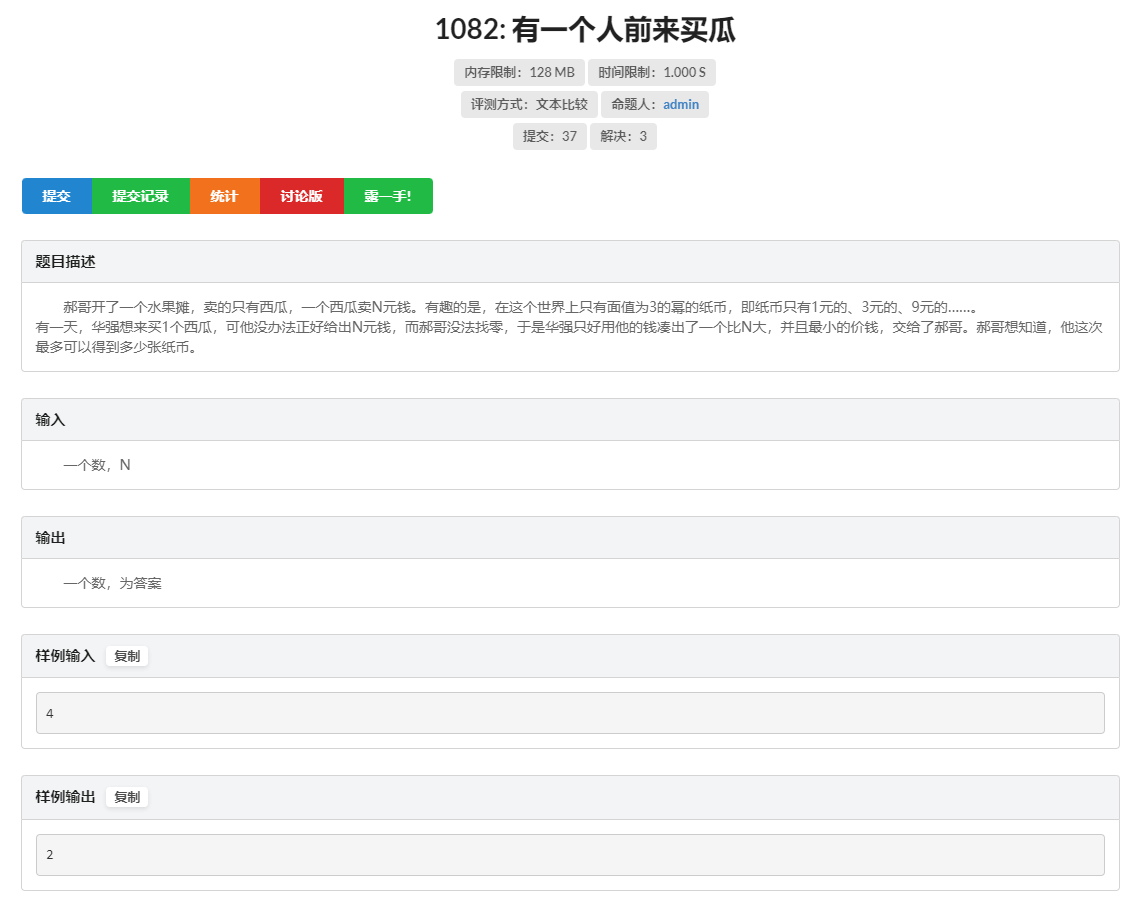 1082: 有一个人前来买瓜
内存限制：128 MB 时间限制：1.000 S
评测方式：文本比较 命题人：admin
提交：37 解决：3
提交 提交记录 统计 讨论版 露一手!
题目描述
郝哥开了一个水果摊，卖的只有西瓜，一个西瓜卖N元钱。有趣的是，在这个世界上只有面值为3的幂的纸币，即纸币只有1元的、3元的、9元的……。
有一天，华强想来买1个西瓜，可他没办法正好给出N元钱，而郝哥没法找零，于是华强只好用他的钱凑出了一个比N大，并且最小的价钱，交给了郝哥。郝哥想知道，他这次
最多可以得到多少张纸币。
输入
一个数，N
输出
一个数，为答案
样例输入 复制
4
样例输出 复制
2